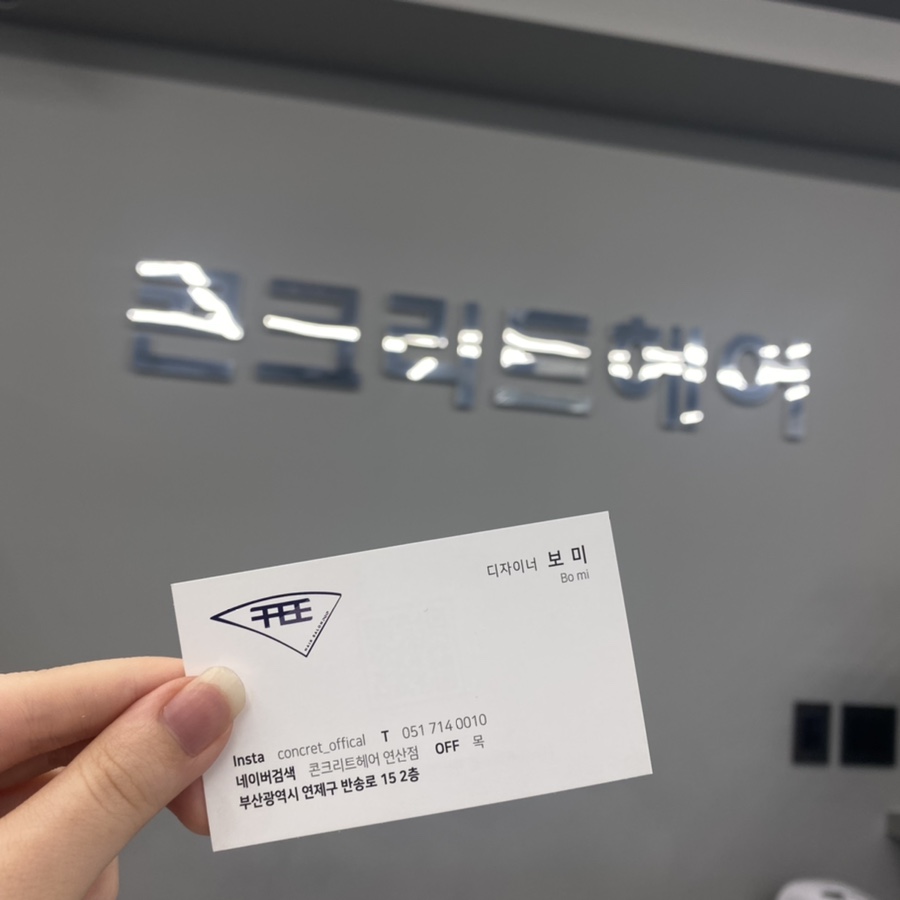 콘크리트헤어
디자이너 보 미
Bo mi
Insta concret_offical T 051 714 0010
네이버검색 콘크리트헤어 연산점 OFF 목
부산광역시 연제구 반송로 15 2층